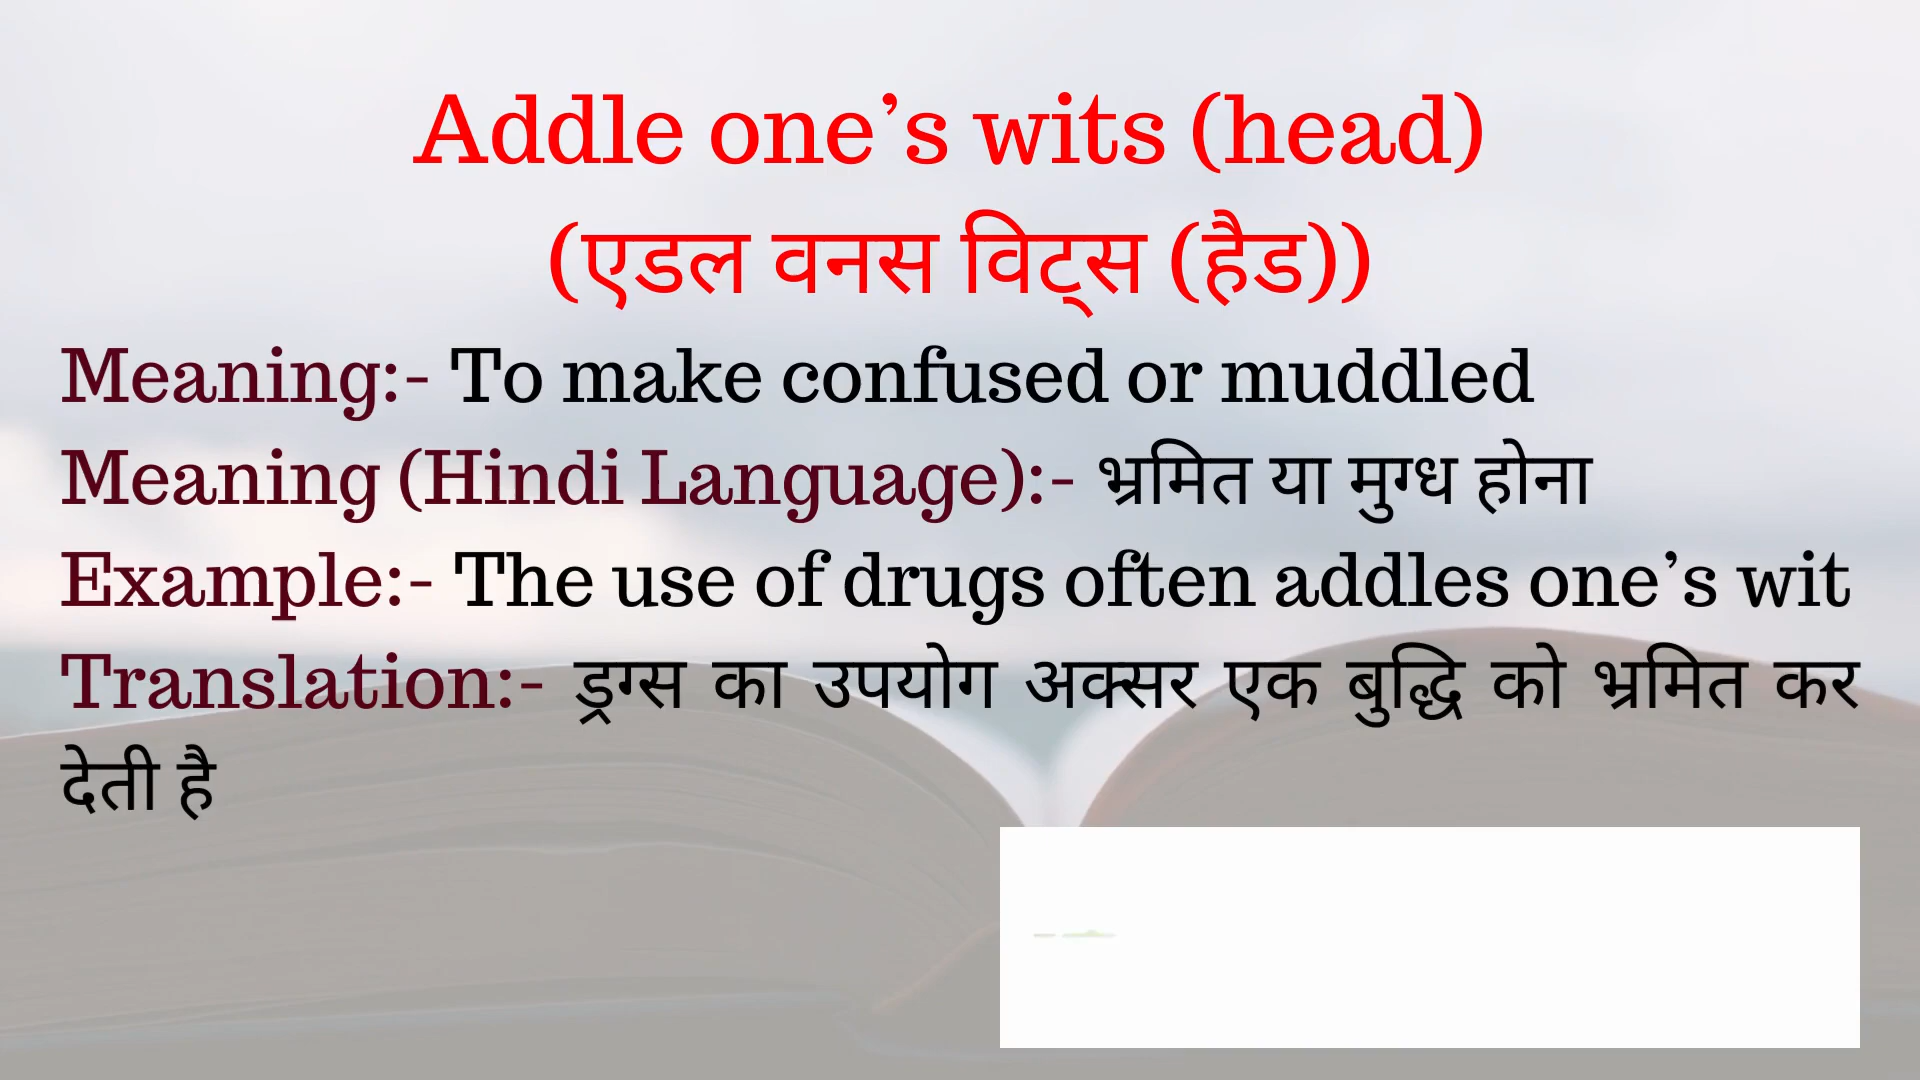 Addle one’s wits (head)
(एडल वनस विट्स (हैड))
Meaning:- To make confused or muddled
Meaning (Hindi Language):- भ्रमित या मुग्ध होना
Example:- The use of drugs often addles one’s wit
Translation:- ड्रग्स का उपयोग अक्सर एक बुद्धि को भ्रमित कर
देती है